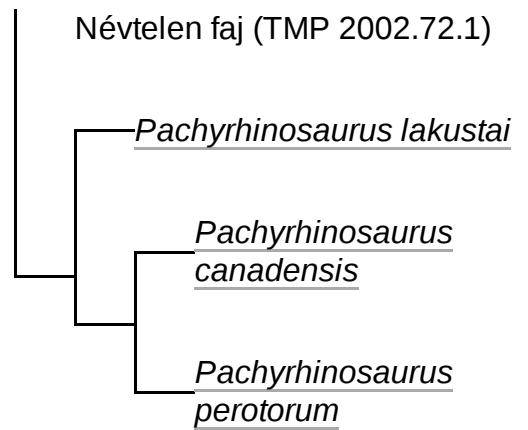 Névtelen faj (TMP 2002.72.1)
Pachyrhinosaurus lakustai
Pachyrhinosaurus
canadensis
Pachyrhinosaurus
perotorum